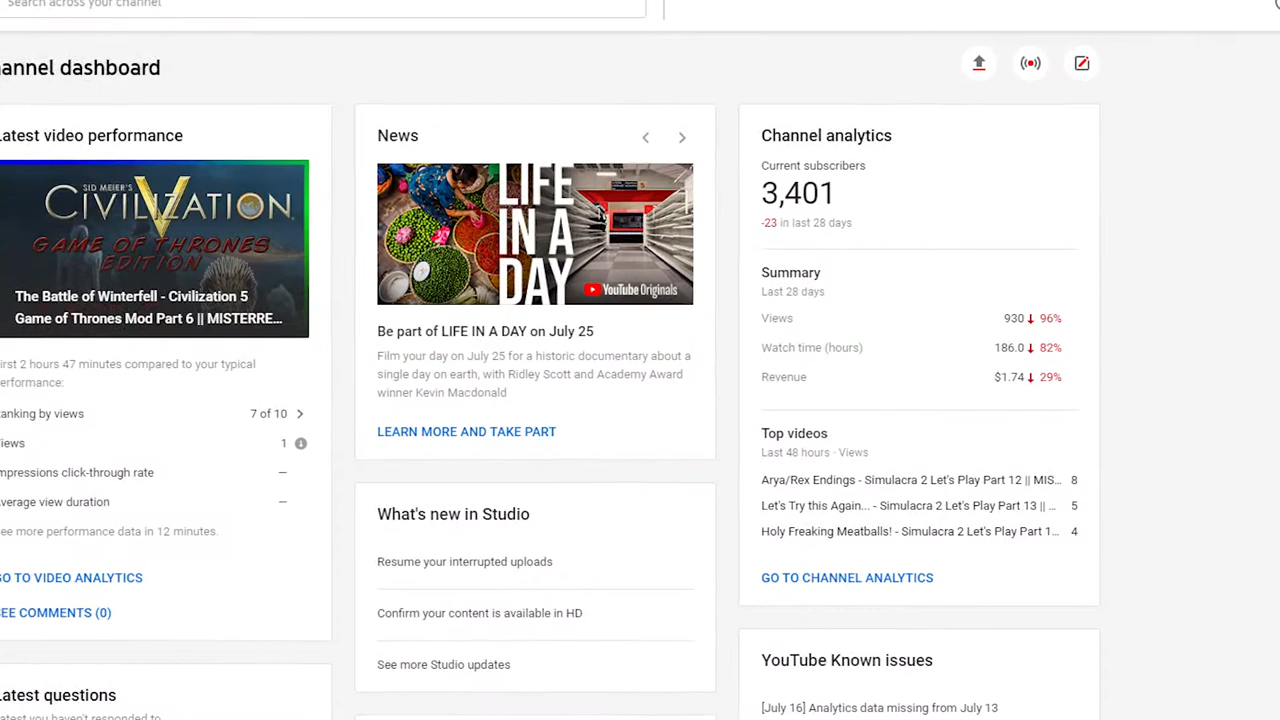 Search across your channel
annel dashboard
Latest video performance
SID MEIER'S
CIVILIZATION
V
GAME OF THRONES
EDITION
The Battle of Winterfell - Civilization 5
Game of Thrones Mod Part 6 || MISTERRE...
irst 2 hours 47 minutes compared to your typical
erformance:
anking by views 7 of 10
iews 1
mpressions click-through rate —
verage view duration —
ee more performance data in 12 minutes.
GO TO VIDEO ANALYTICS
SEE COMMENTS (0)
Latest questions
atest you haven't responded to
News
LIFE
IN A
DAY
YouTube Originals
Be part of LIFE IN A DAY on July 25
Film your day on July 25 for a historic documentary about a
single day on earth, with Ridley Scott and Academy Award
winner Kevin Macdonald
LEARN MORE AND TAKE PART
What's new in Studio
Resume your interrupted uploads
Confirm your content is available in HD
See more Studio updates
Channel analytics
Current subscribers
3,401
-23 in last 28 days
Summary
Last 28 days
Views 930 96%
Watch time (hours) 186.0 82%
Revenue $1.74 29%
Top videos
Last 48 hours · Views
Arya/Rex Endings - Simulacra 2 Let's Play Part 12 || MIS... 8
Let's Try this Again... - Simulacra 2 Let's Play Part 13 || ... 5
Holy Freaking Meatballs! - Simulacra 2 Let's Play Part 1... 4
GO TO CHANNEL ANALYTICS
YouTube Known issues
[July 16] Analytics data missing from July 13